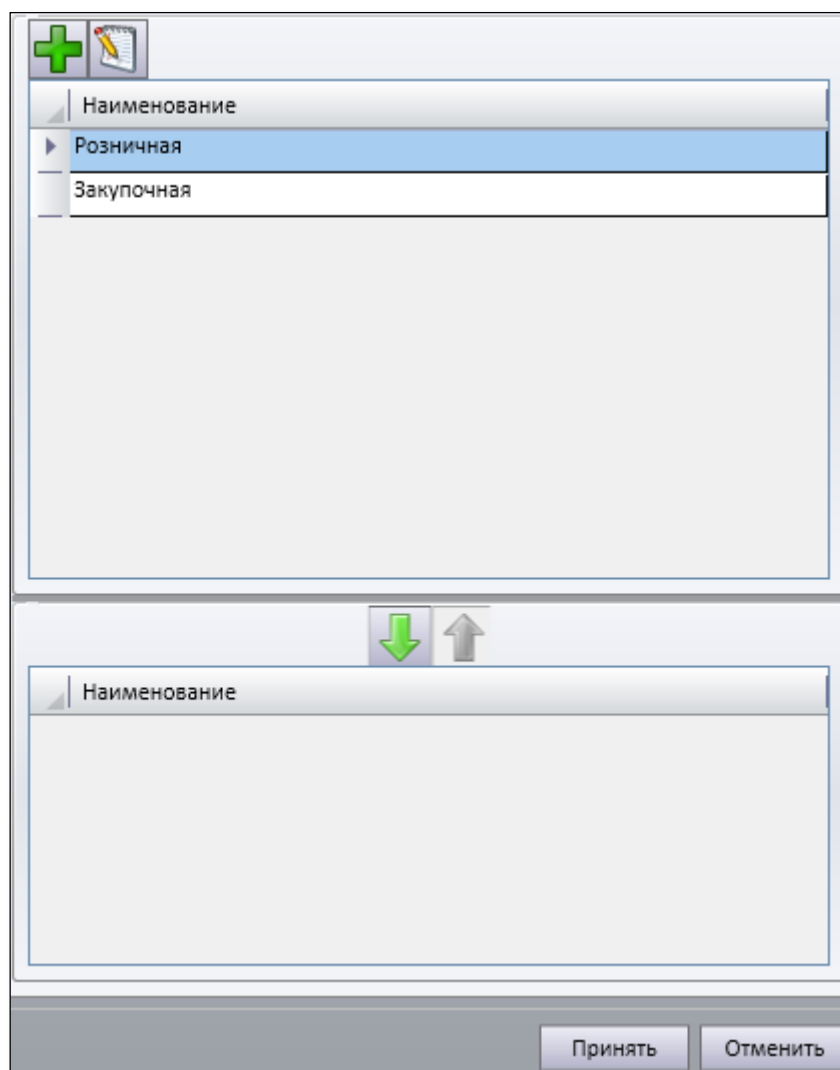 Наименование
Розничная
Закупочная
Наименование
Принять Отменить